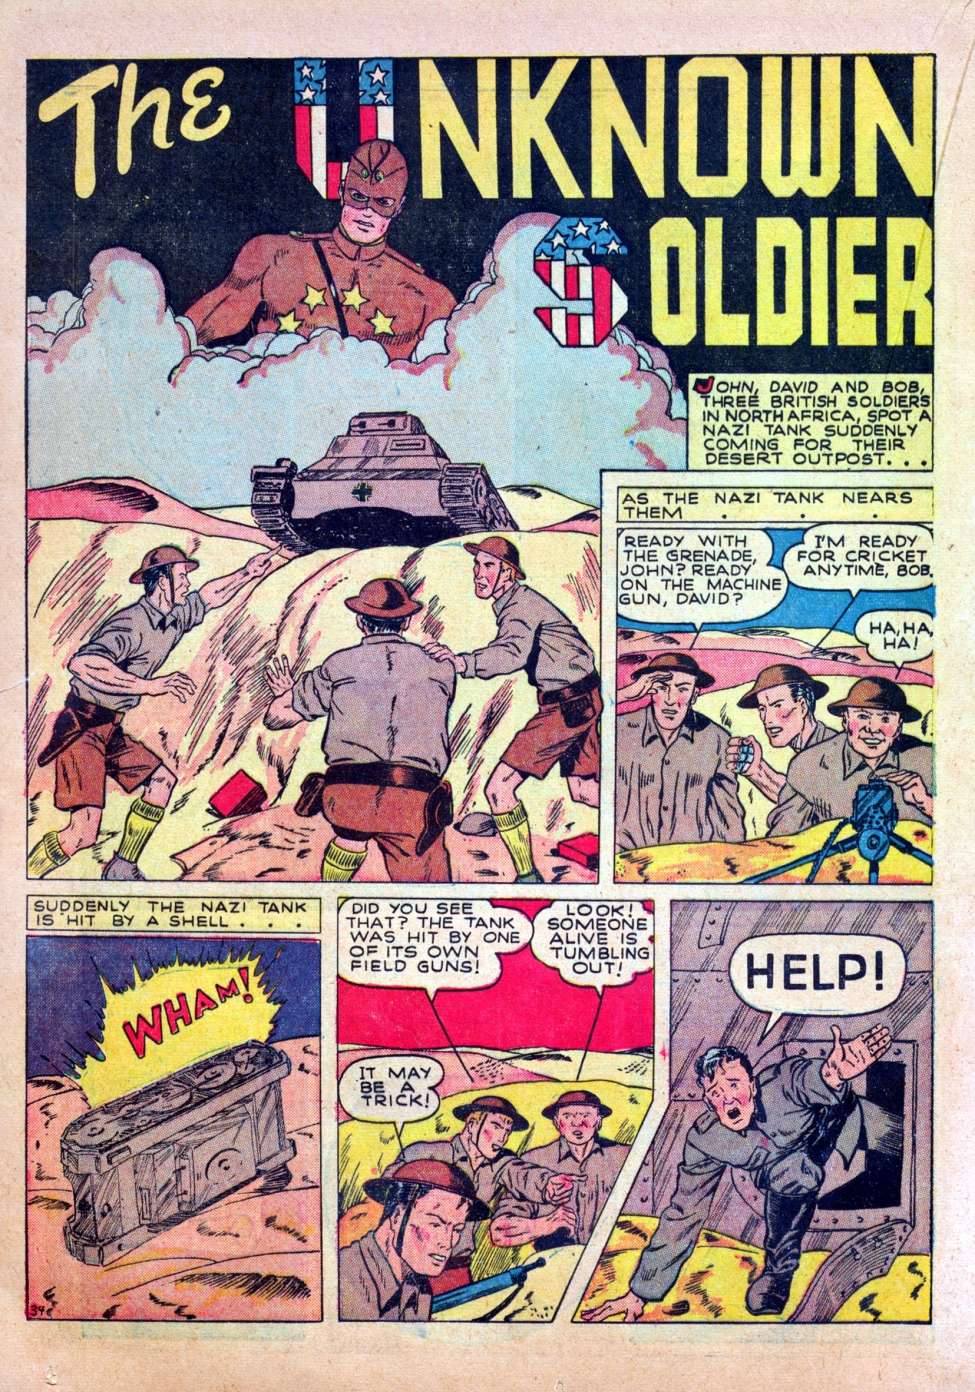 The UNKNOWN
SOLDIER
JOHN, DAVID AND BOB,
THREE BRITISH SOLDIERS
IN NORTH AFRICA, SPOT A
NAZI TANK SUDDENLY
COMING FOR THEIR
DESERT OUTPOST. . .
AS THE NAZI TANK NEARS
THEM . . . .
READY WITH
THE GRENADE,
JOHN? READY
ON THE MACHINE
GUN, DAVID?
I'M READY
FOR CRICKET
ANYTIME, BOB.
HA, HA,
HA!
SUDDENLY THE NAZI TANK
IS HIT BY A SHELL . . . .
WHAM!
34
DID YOU SEE
THAT? THE TANK
WAS HIT BY ONE
OF ITS OWN
FIELD GUNS!
LOOK!
SOMEONE
ALIVE IS
TUMBLING
OUT!
IT MAY
BE A
TRICK!
HELP!